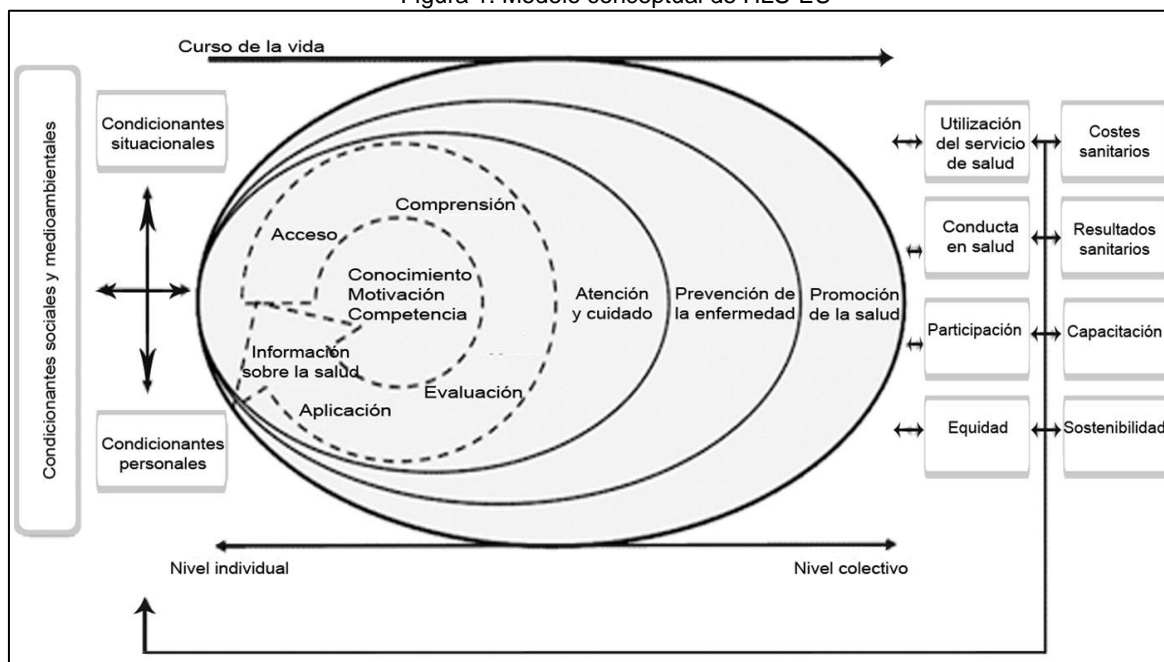 Figura 1. Modelo conceptual de HLS-EU
Curso de la vida
Condicionantes sociales y medioambientales
Condicionantes
situacionales
Condicionantes
personales
Acceso
Comprensión
Conocimiento
Motivación
Competencia
Información
sobre la salud
Aplicación
Evaluación
Atención
y cuidado
Prevención de
la enfermedad
Promoción
de la salud
Utilización
del servicio
de salud
Costes
sanitarios
Conducta
en salud
Resultados
sanitarios
Participación
Capacitación
Equidad
Sostenibilidad
Nivel individual
Nivel colectivo